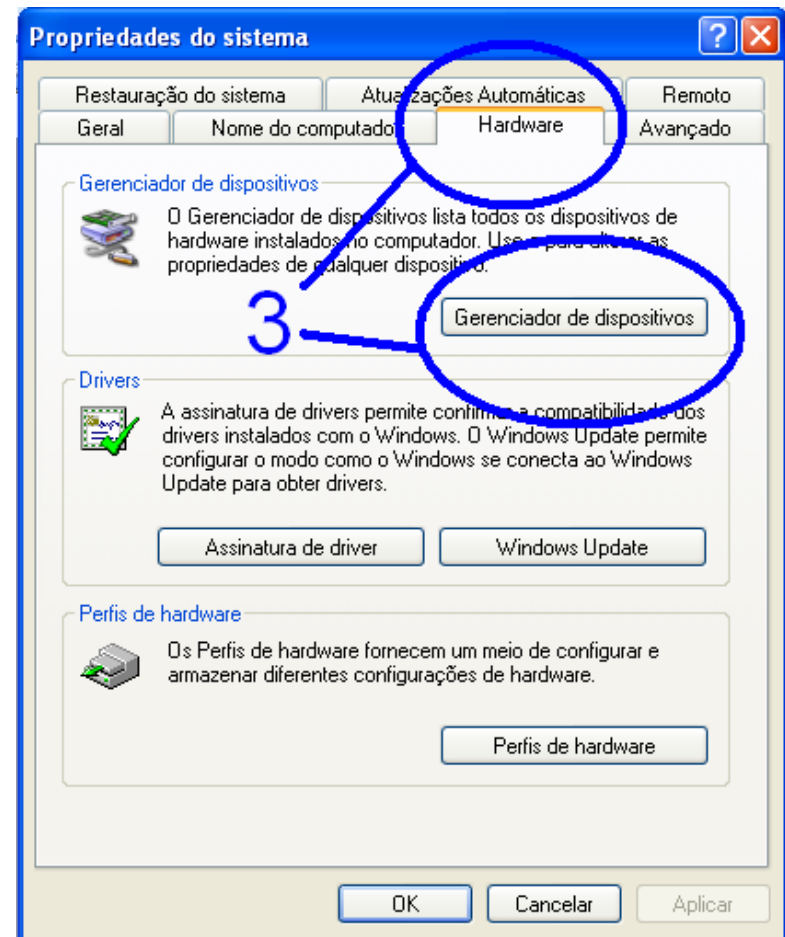 Propriedades do sistema
Restauração do sistema
Atualizações Automáticas
Remoto
Geral
Nome do computador
Hardware
Avançado
Gerenciador de dispositivos
O Gerenciador de dispositivos lista todos os dispositivos de
hardware instalados no computador. Use-o para alterar as
propriedades de qualquer dispositivo.
3
Gerenciador de dispositivos
Drivers
A assinatura de drivers permite confirmar a compatibilidade dos
drivers instalados com o Windows. O Windows Update permite
configurar o modo como o Windows se conecta ao Windows
Update para obter drivers.
Assinatura de driver
Windows Update
Perfis de hardware
Os Perfis de hardware fornecem um meio de configurar e
armazenar diferentes configurações de hardware.
Perfis de hardware
OK
Cancelar
Aplicar